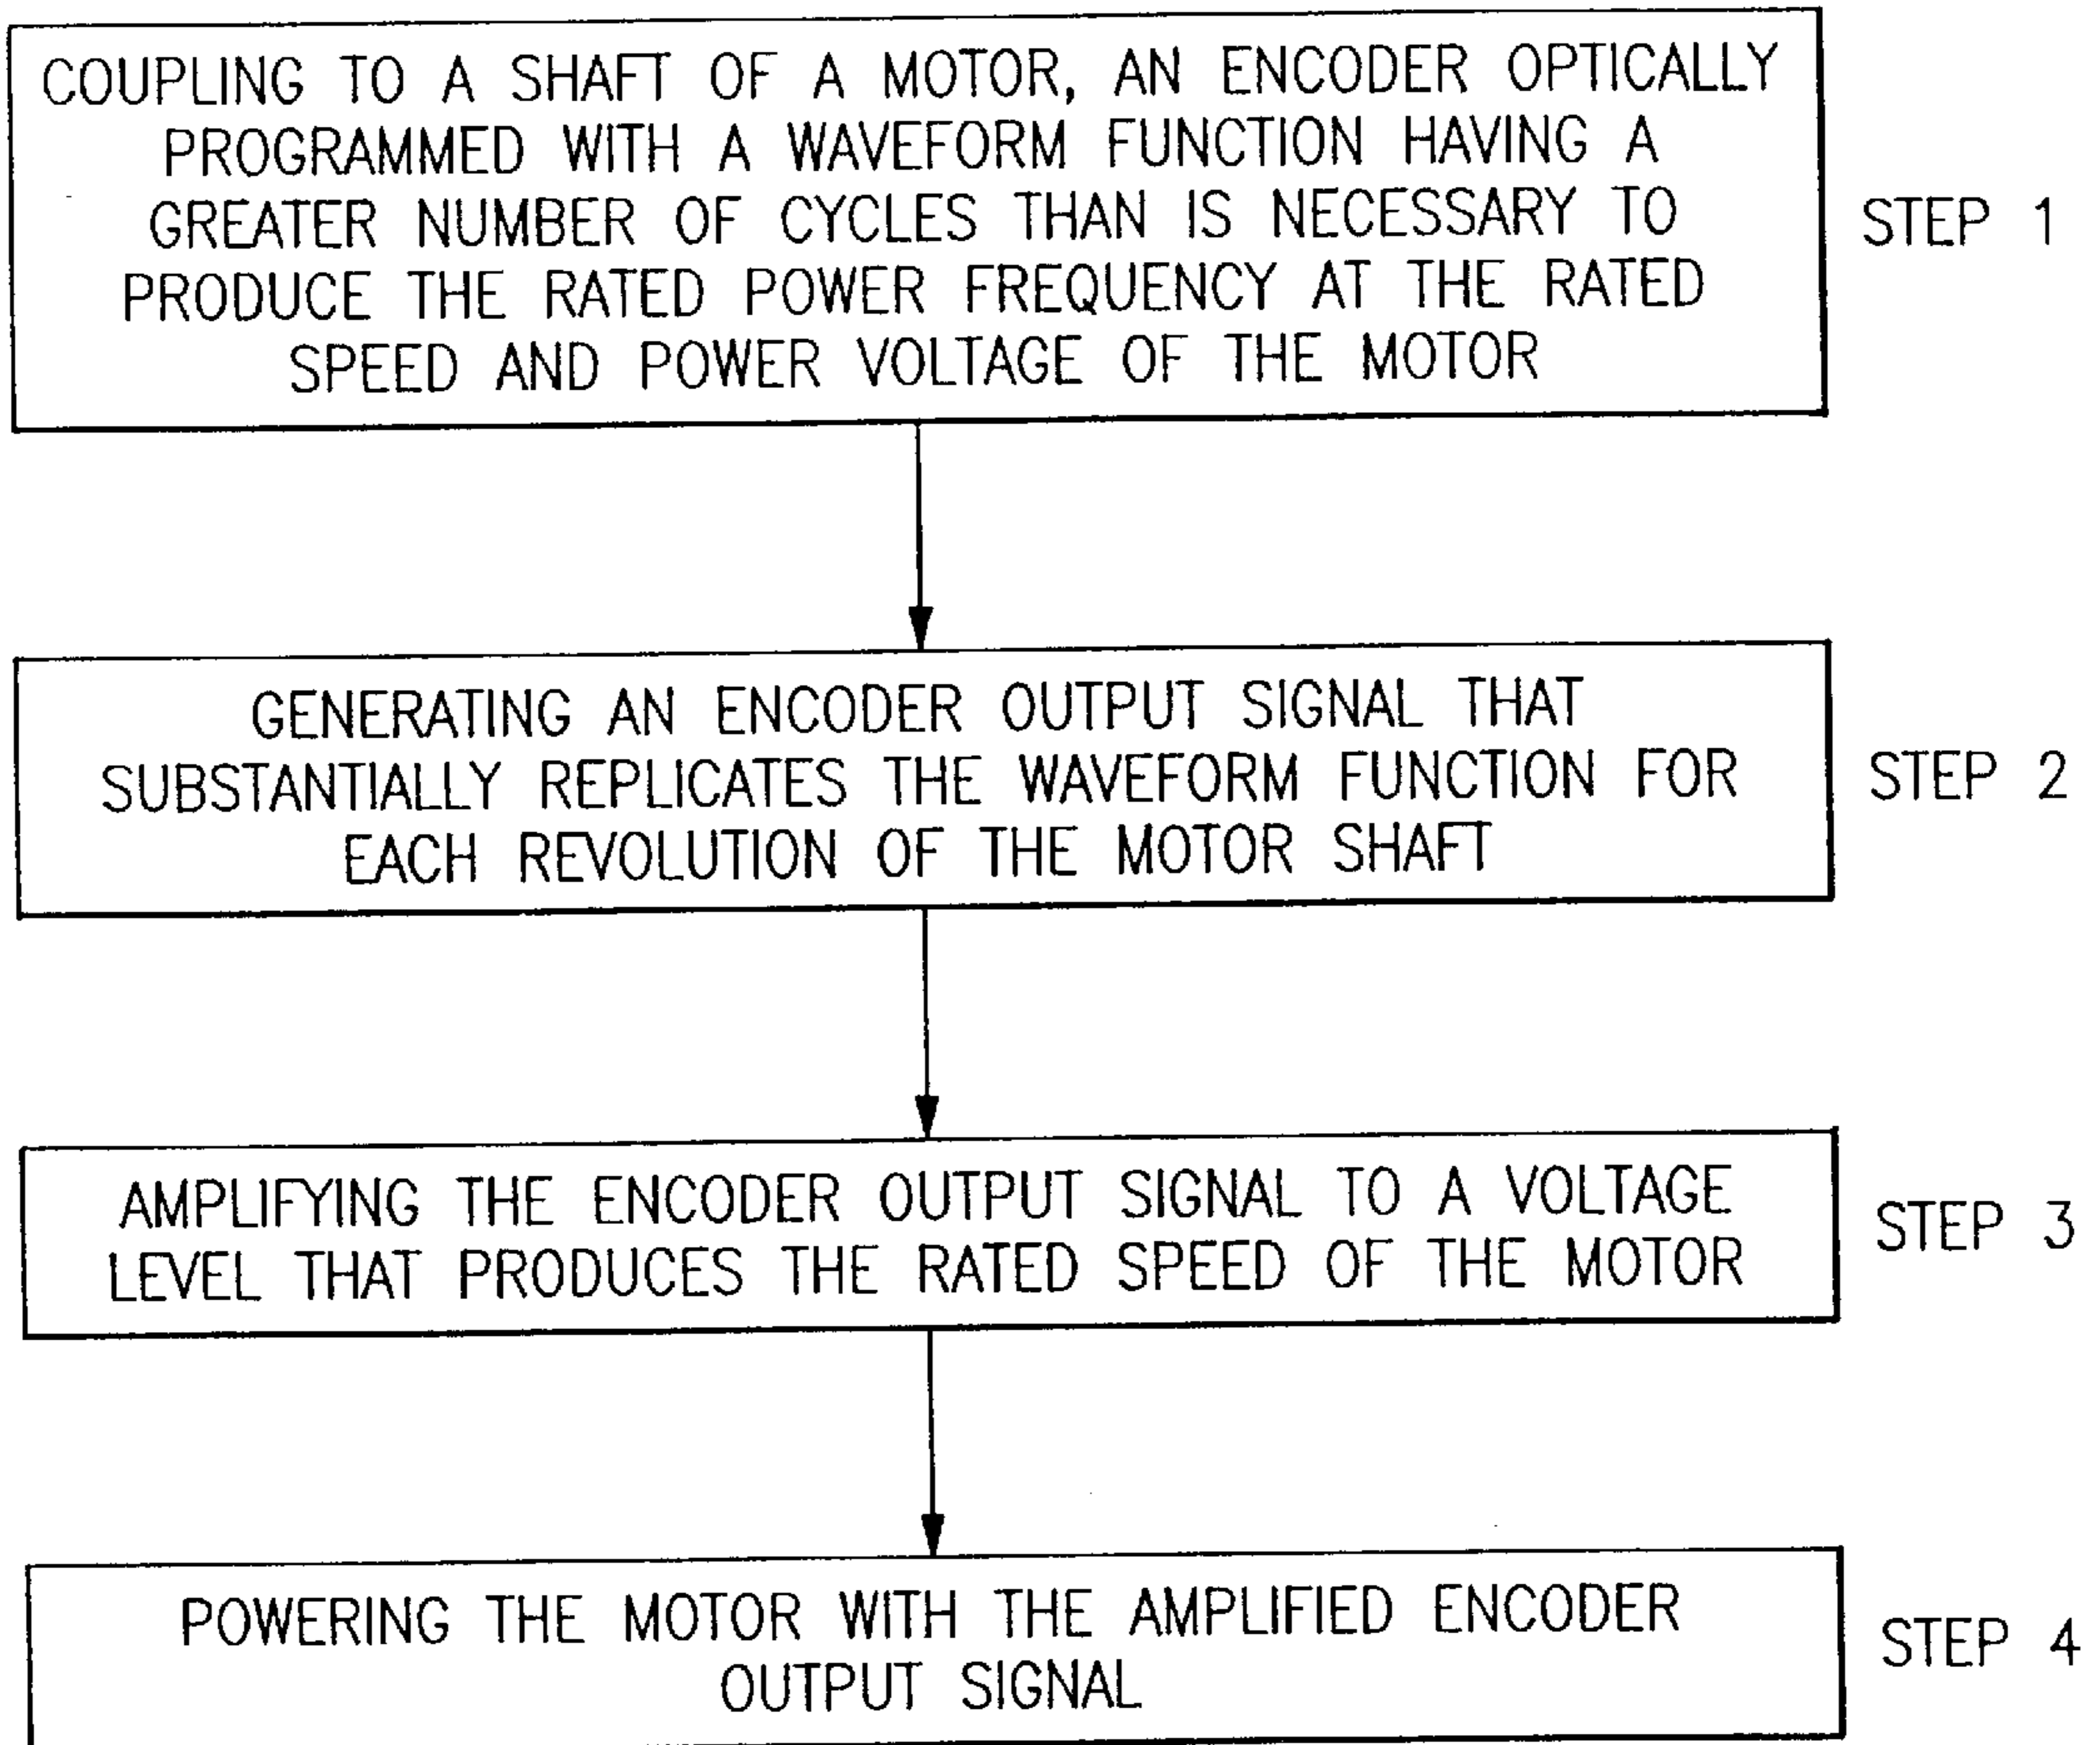 COUPLING TO A SHAFT OF A MOTOR, AN ENCODER OPTICALLY
PROGRAMMED WITH A WAVEFORM FUNCTION HAVING A
GREATER NUMBER OF CYCLES THAN IS NECESSARY TO
PRODUCE THE RATED POWER FREQUENCY AT THE RATED
SPEED AND POWER VOLTAGE OF THE MOTOR
STEP 1
GENERATING AN ENCODER OUTPUT SIGNAL THAT
SUBSTANTIALLY REPLICATES THE WAVEFORM FUNCTION FOR
EACH REVOLUTION OF THE MOTOR SHAFT
STEP 2
AMPLIFYING THE ENCODER OUTPUT SIGNAL TO A VOLTAGE
LEVEL THAT PRODUCES THE RATED SPEED OF THE MOTOR
STEP 3
POWERING THE MOTOR WITH THE AMPLIFIED ENCODER
OUTPUT SIGNAL
STEP 4